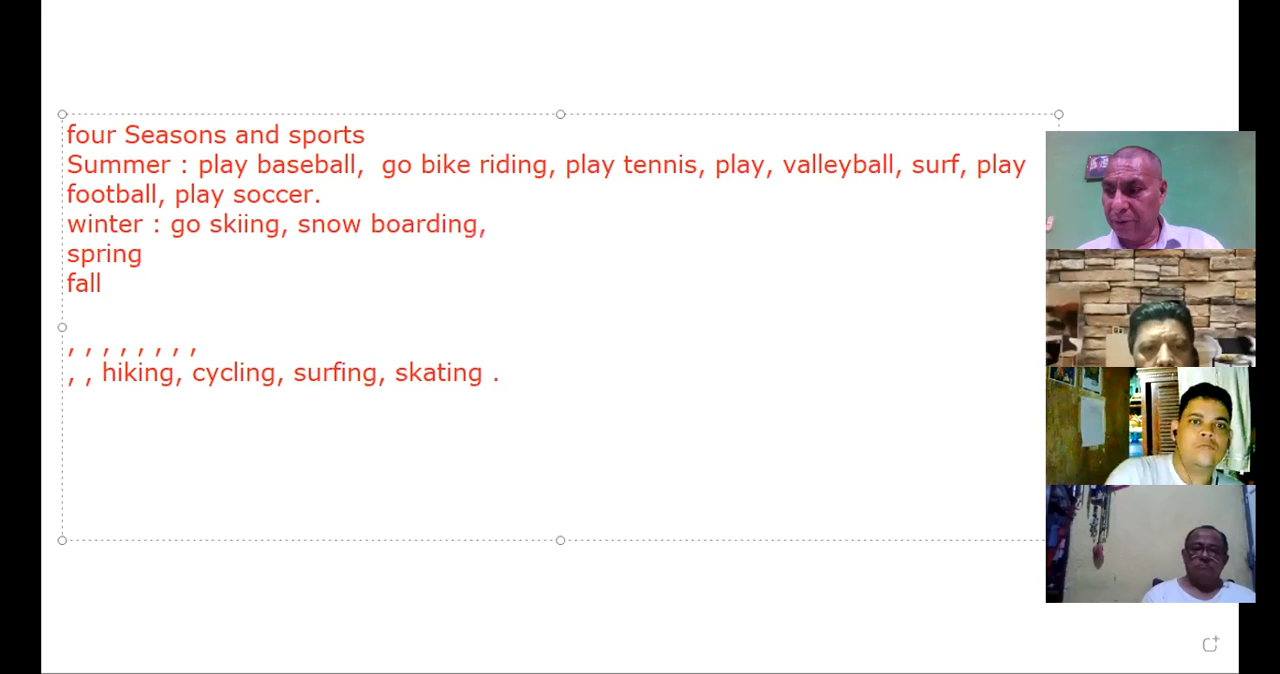 four Seasons and sports
Summer : play baseball,  go bike riding, play tennis, play, valleyball, surf, play
football, play soccer.
winter : go skiing, snow boarding,
spring
fall
, , , , , , , ,
, , hiking, cycling, surfing, skating .